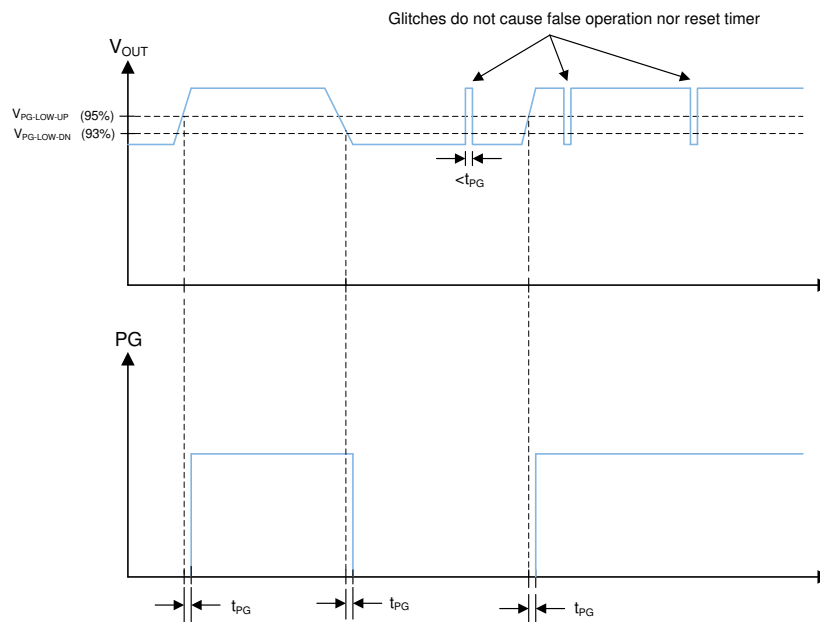 Glitches do not cause false operation nor reset timer
VOUT
VPG-LOW-UP (95%)
VPG-LOW-DN (93%)
<tPG
PG
tPG
tPG
tPG